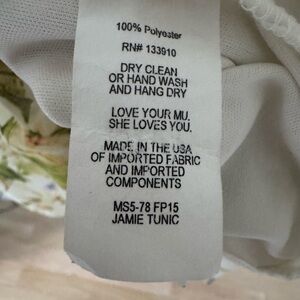 100% Polyester
RN# 133910
DRY CLEAN
OR HAND WASH
AND HANG DRY
LOVE YOUR MU.
SHE LOVES YOU.
MADE IN THE USA
OF IMPORTED FABRIC
AND IMPORTED
COMPONENTS
MS5-78 FP15
JAMIE TUNIC